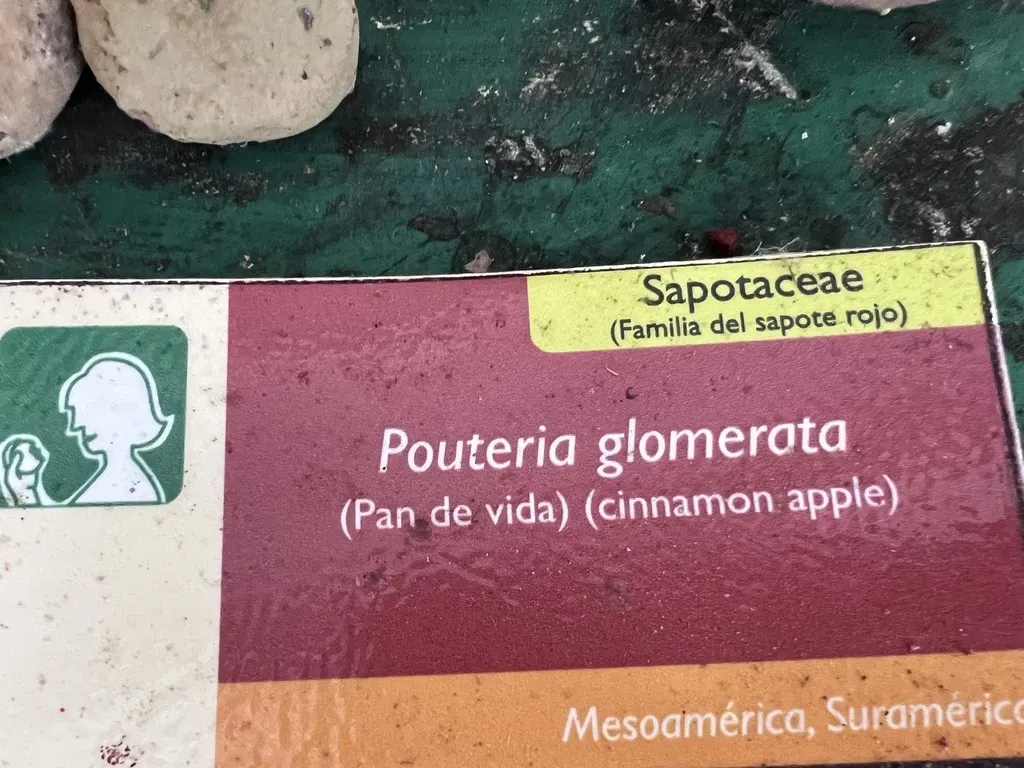 Sapotaceae
(Familia del sapote rojo)
Pouteria glomerata
(Pan de vida) (cinnamon apple)
Mesoamérica, Suraméric